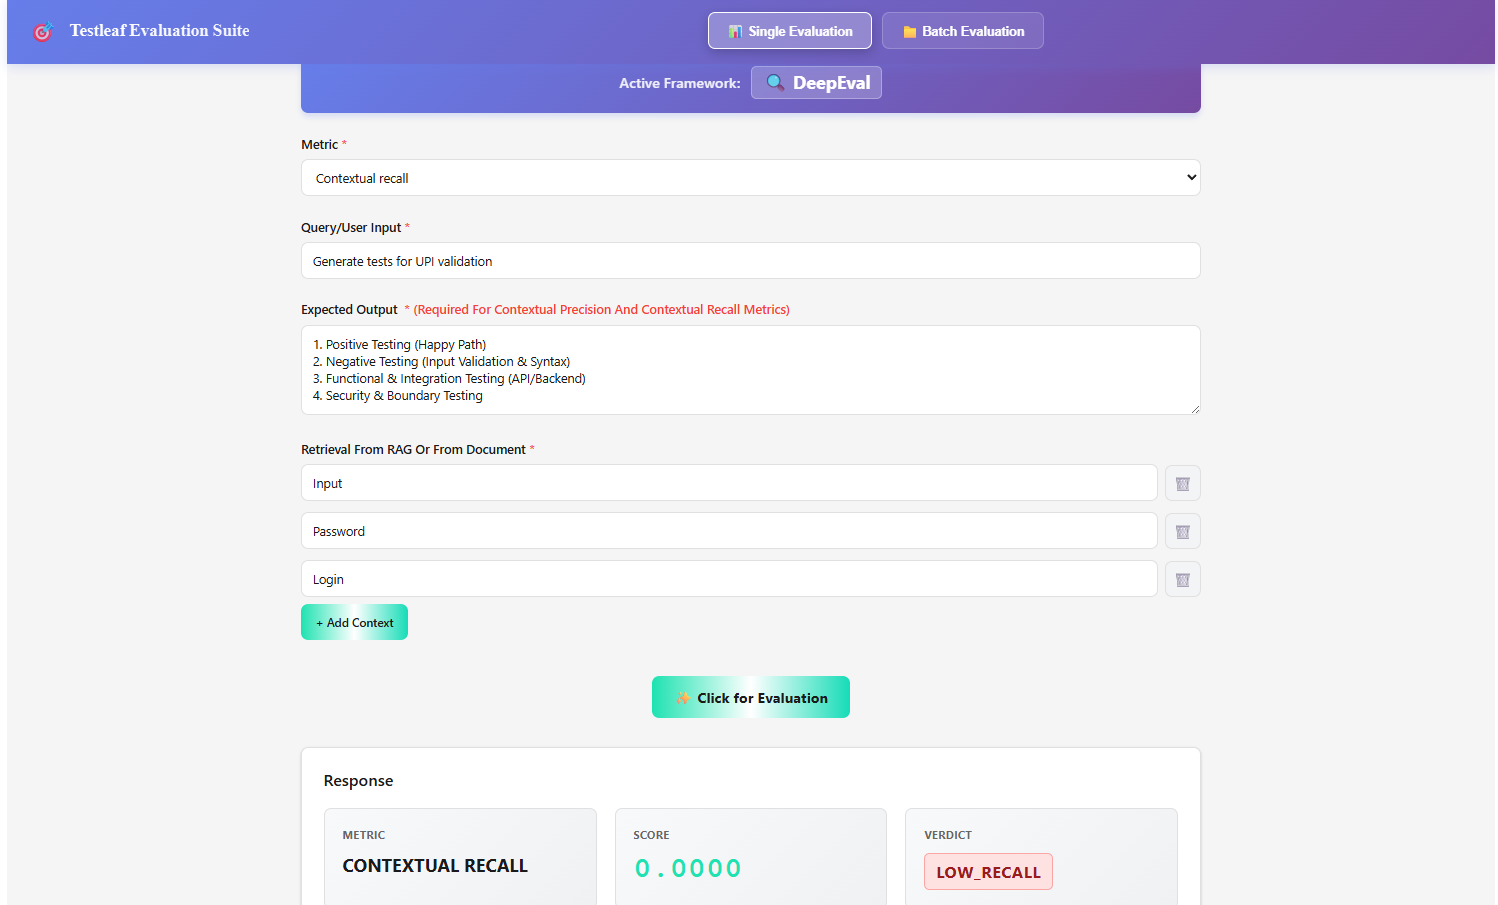 Testleaf Evaluation Suite
Single Evaluation
Batch Evaluation
Active Framework:
DeepEval
Metric *
Contextual recall
Query/User Input *
Generate tests for UPI validation
Expected Output * (Required For Contextual Precision And Contextual Recall Metrics)
1. Positive Testing (Happy Path)
2. Negative Testing (Input Validation & Syntax)
3. Functional & Integration Testing (API/Backend)
4. Security & Boundary Testing
Retrieval From RAG Or From Document *
Input
Password
Login
+ Add Context
Click for Evaluation
Response
METRIC
CONTEXTUAL RECALL
SCORE
0.0000
VERDICT
LOW_RECALL